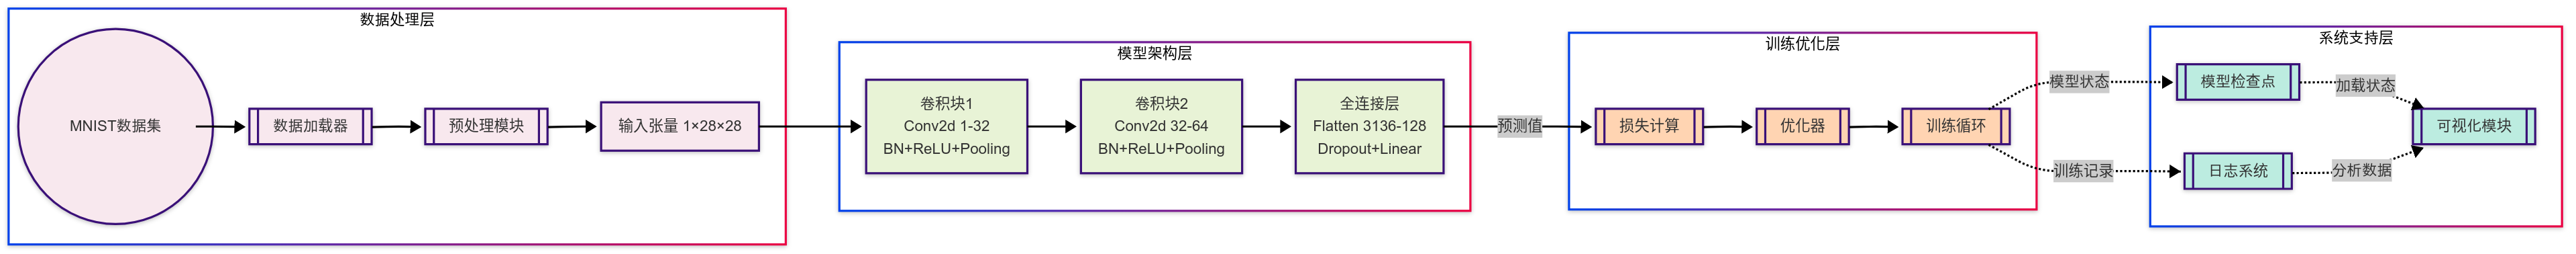 数据处理层
MNIST数据集
数据加载器
预处理模块
输入张量 1×28×28
模型架构层
卷积块1
Conv2d 1-32
BN+ReLU+Pooling
卷积块2
Conv2d 32-64
BN+ReLU+Pooling
全连接层
Flatten 3136-128
Dropout+Linear
预测值
训练优化层
损失计算
优化器
训练循环
模型状态
训练记录
系统支持层
模型检查点
日志系统
加载状态
分析数据
可视化模块